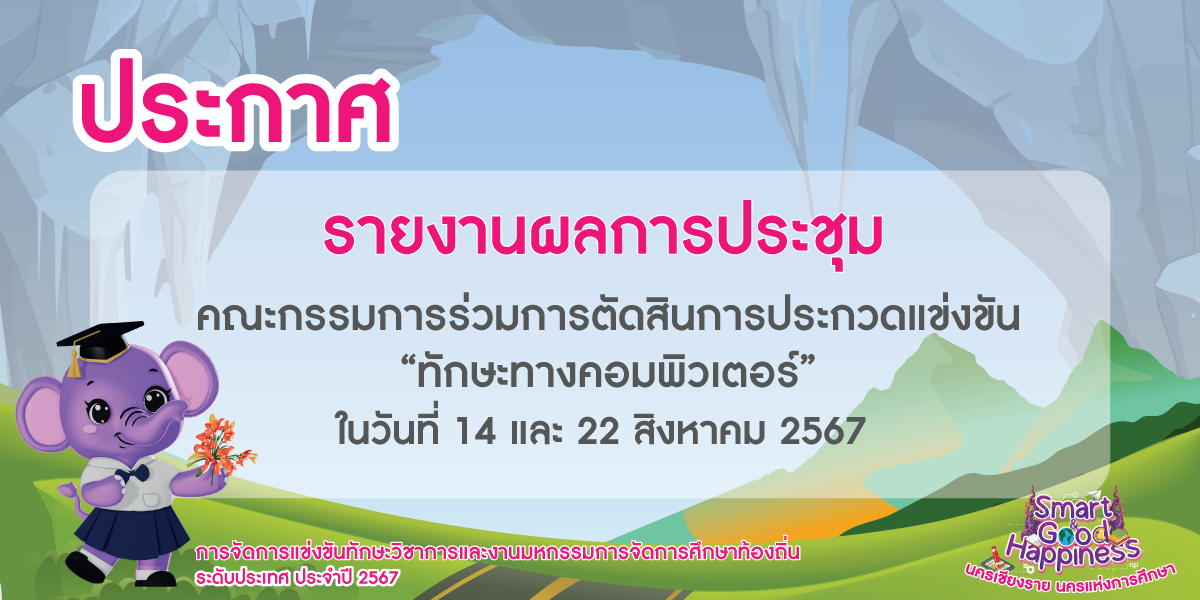 ประกาศ
รายงานผลการประชุม
คณะกรรมการร่วมการตัดสินการประกวดแข่งขัน
“ทักษะทางคอมพิวเตอร์”
ในวันที่ 14 และ 22 สิงหาคม 2567
การจัดการแข่งขันทักษะวิชาการและงานมหกรรมการจัดการศึกษาท้องถิ่น
ระดับประเทศ ประจำปี 2567
Smart
&
Good
Happiness
นครเชียงราย นครแห่งการศึกษา